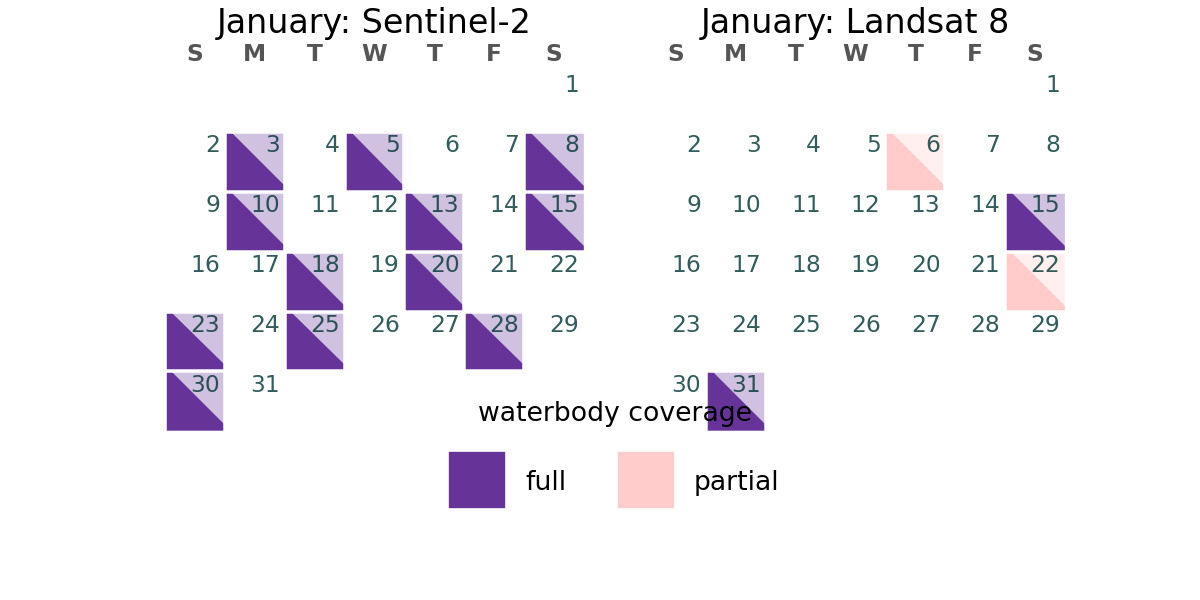 January: Sentinel-2
S M T W T F S
1
2 3 4 5 6 7 8
9 10 11 12 13 14 15
16 17 18 19 20 21 22
23 24 25 26 27 28 29
30 31
January: Landsat 8
S M T W T F S
1
2 3 4 5 6 7 8
9 10 11 12 13 14 15
16 17 18 19 20 21 22
23 24 25 26 27 28 29
30 31
waterbody coverage
full partial